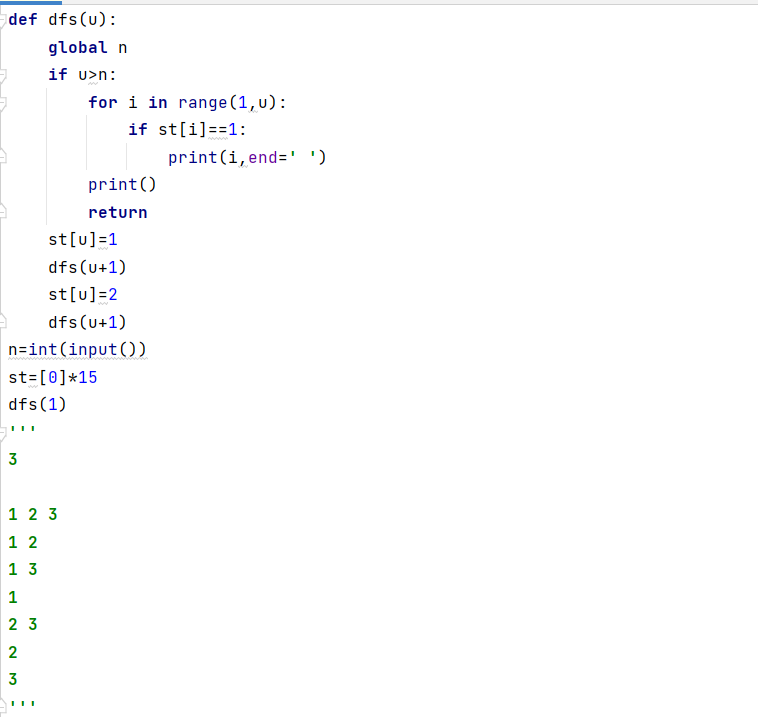 def dfs(u):
    global n
    if u>n:
        for i in range(1,u):
            if st[i]==1:
                print(i,end=' ')
        print()
        return
    st[u]=1
    dfs(u+1)
    st[u]=2
    dfs(u+1)
n=int(input())
st=[0]*15
dfs(1)
'''
3

1 2 3
1 2
1 3
1
2 3
2
3
'''